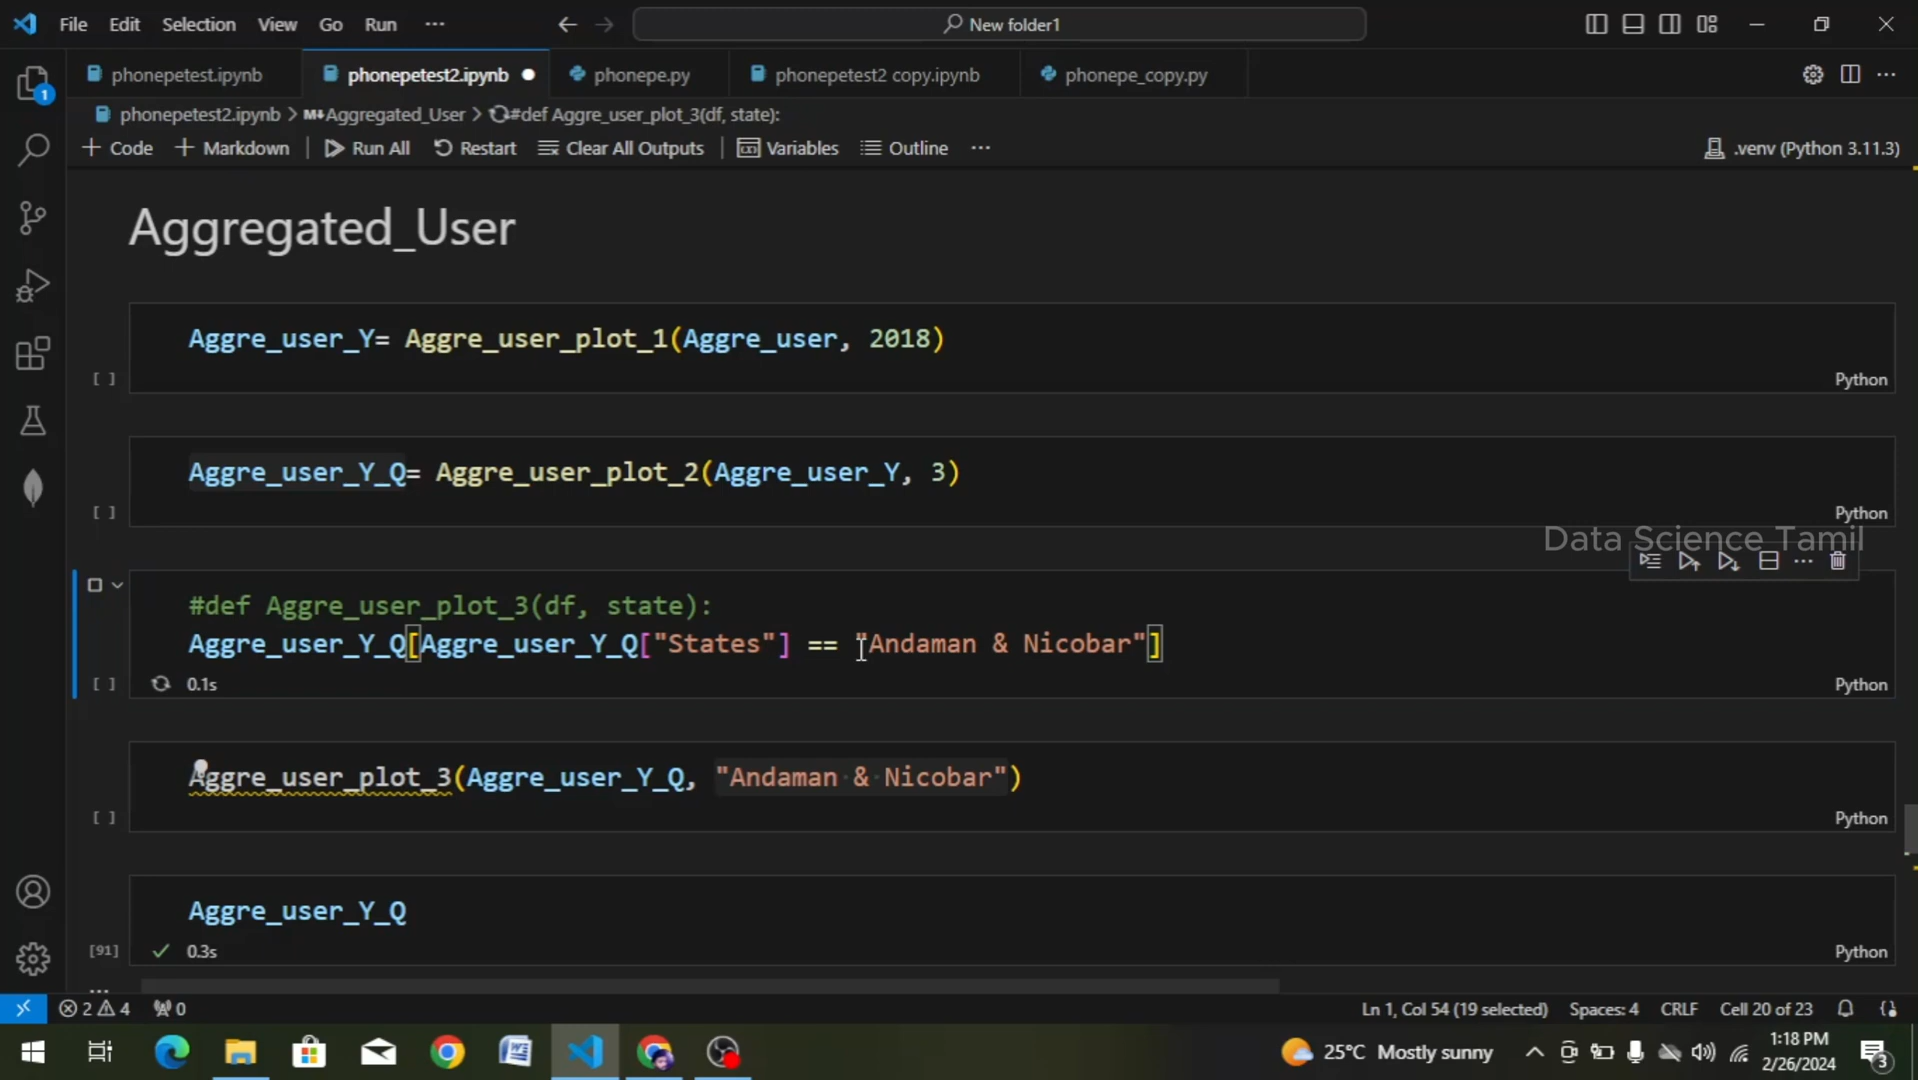 File Edit Selection View Go Run ··· New folder1
phonepetest.ipynb phonepetest2.ipynb phonepe.py phonepetest2 copy.ipynb phonepe_copy.py
phonepetest2.ipynb > M↓Aggregated_User > #def Aggre_user_plot_3(df, state):
+ Code + Markdown Run All Restart Clear All Outputs Variables Outline ··· .venv (Python 3.11.3)
Aggregated_User
Aggre_user_Y= Aggre_user_plot_1(Aggre_user, 2018)
[ ] Python
Aggre_user_Y_Q= Aggre_user_plot_2(Aggre_user_Y, 3)
[ ] Python
Data Science Tamil
#def Aggre_user_plot_3(df, state):
Aggre_user_Y_Q[Aggre_user_Y_Q["States"] == "Andaman & Nicobar"]
[ ] 0.1s Python
Aggre_user_plot_3(Aggre_user_Y_Q, "Andaman & Nicobar")
[ ] Python
Aggre_user_Y_Q
[91] 0.3s Python
2 4 0 Ln 1, Col 54 (19 selected) Spaces: 4 CRLF Cell 20 of 23
25°C Mostly sunny 1:18 PM
2/26/2024 3